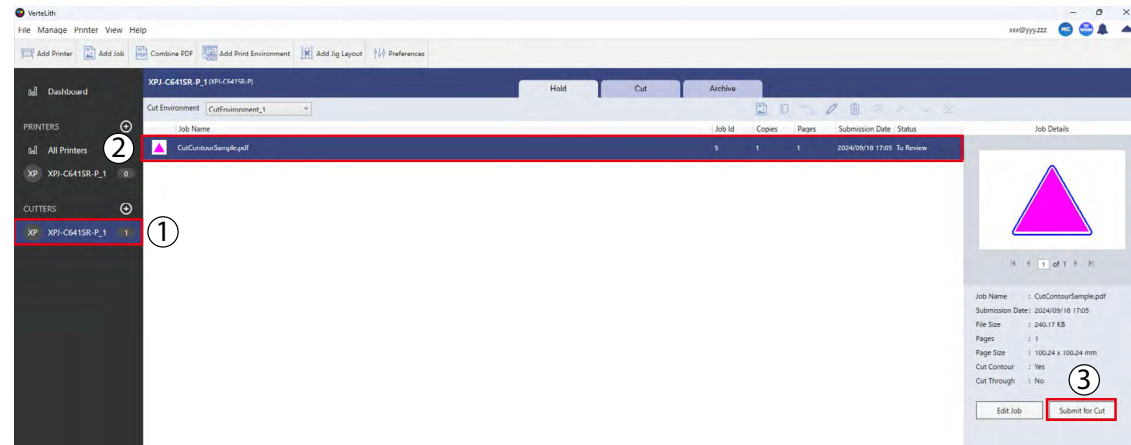 VerteLith
File Manage Printer View Help
xxx@yyy.zzz MC
Add Printer Add Job Combine PDF Add Print Environment Add Jig Layout Preferences
Dashboard
XPJ-C641SR-P_1 (XPJ-C641SR-P)
Hold Cut Archive
Cut Environment CutEnvironment_1
PRINTERS
Job Name Job Id Copies Pages Submission Date Status Job Details
All Printers
2
CutContourSample.pdf 5 1 1 2024/09/18 17:05 To Review
XP XPJ-C641SR-P_1 0
CUTTERS
XP XPJ-C641SR-P_1 1
1
1 of 1
Job Name : CutContourSample.pdf
Submission Date: 2024/09/18 17:05
File Size : 240.17 KB
Pages : 1
Page Size : 100.24 x 100.24 mm
Cut Contour : Yes
Cut Through : No
3
Edit Job Submit for Cut